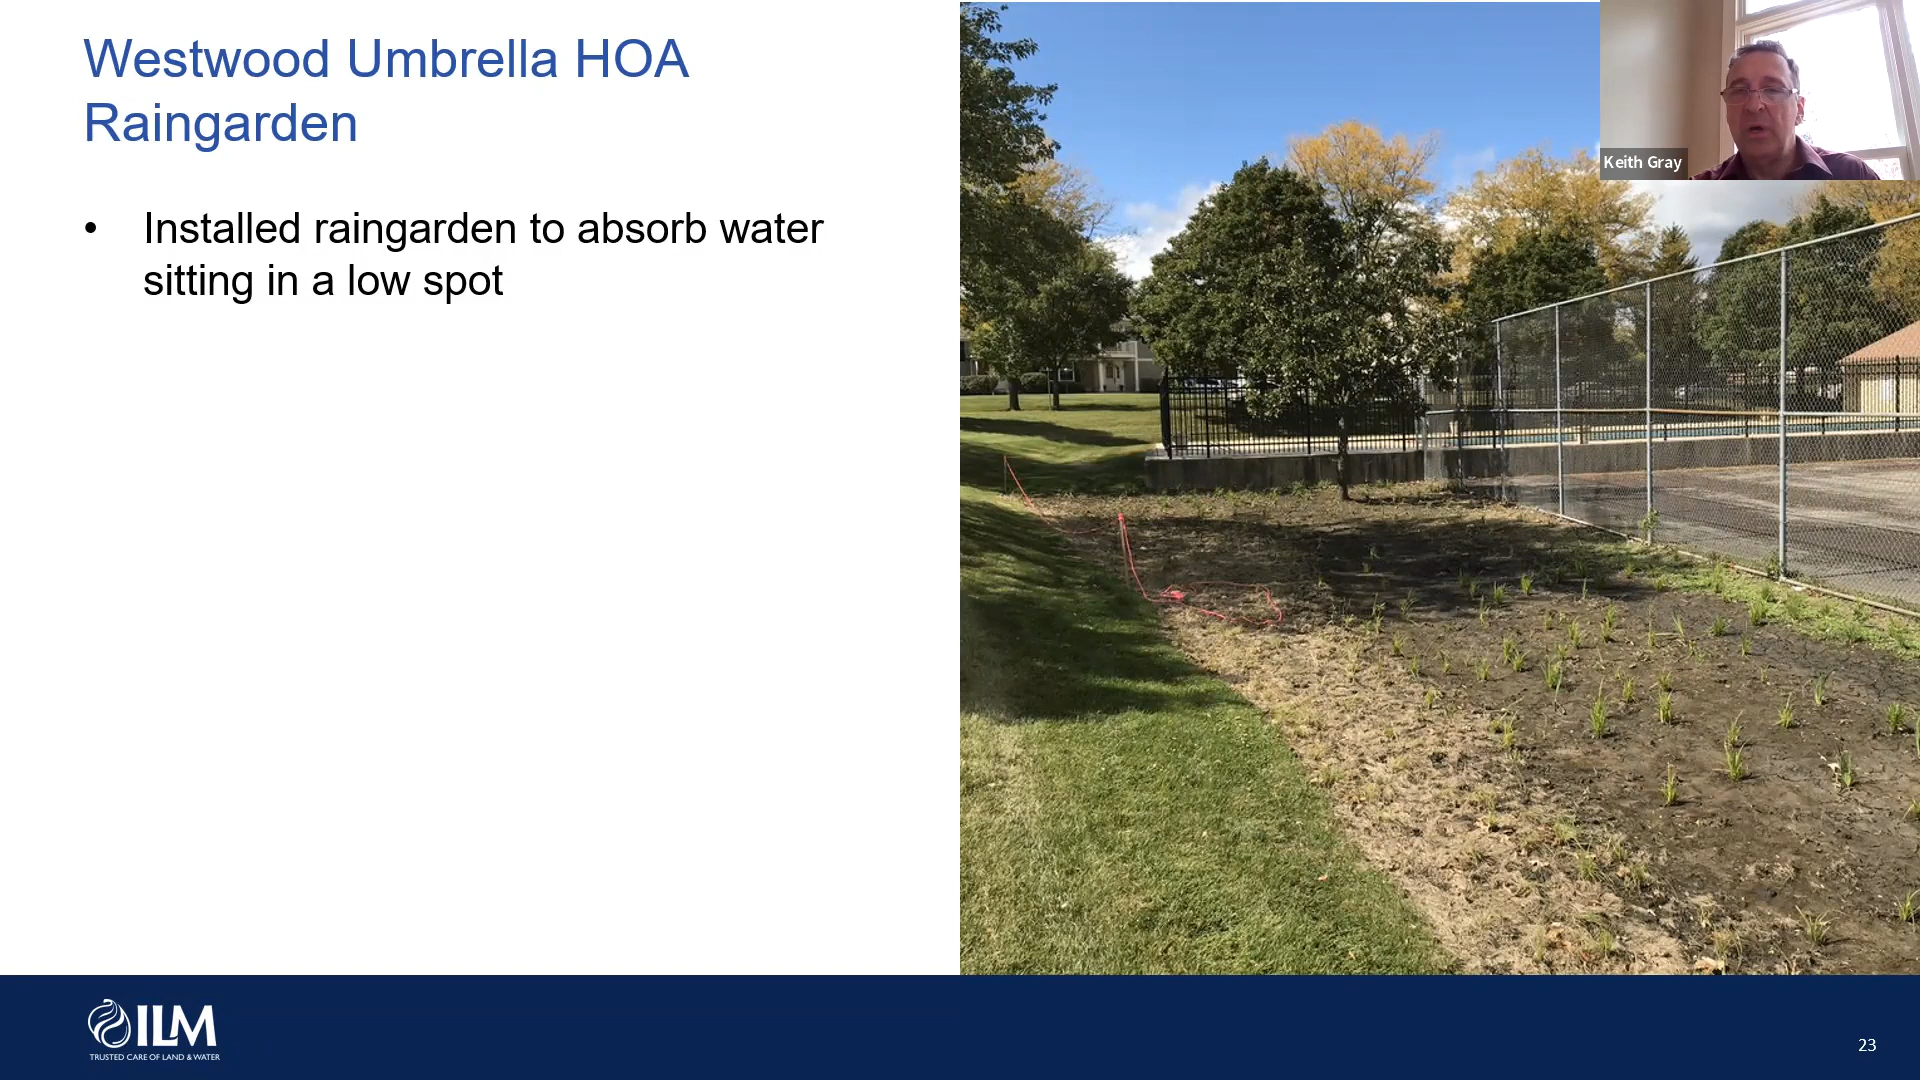 Westwood Umbrella HOA
Raingarden
• Installed raingarden to absorb water
sitting in a low spot
Keith Gray
ILM
TRUSTED CARE OF LAND & WATER
23